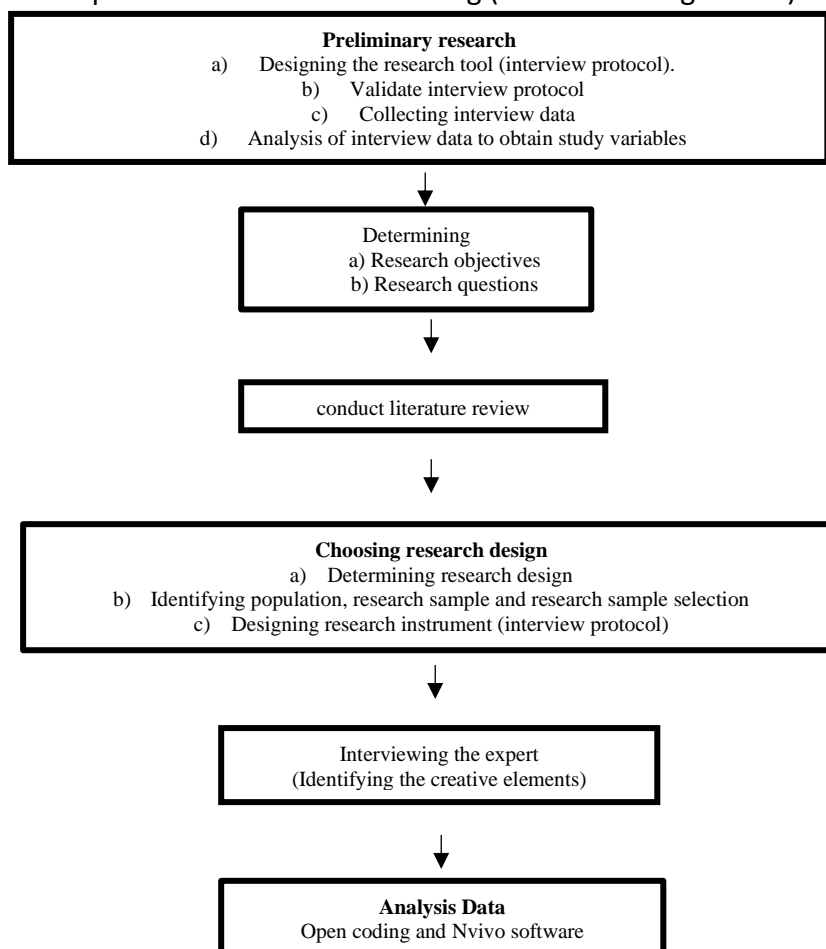 Preliminary research
a) Designing the research tool (interview protocol).
b) Validate interview protocol
c) Collecting interview data
d) Analysis of interview data to obtain study variables
Determining
a) Research objectives
b) Research questions
conduct literature review
Choosing research design
a) Determining research design
b) Identifying population, research sample and research sample selection
c) Designing research instrument (interview protocol)
Interviewing the expert
(Identifying the creative elements)
Analysis Data
Open coding and Nvivo software